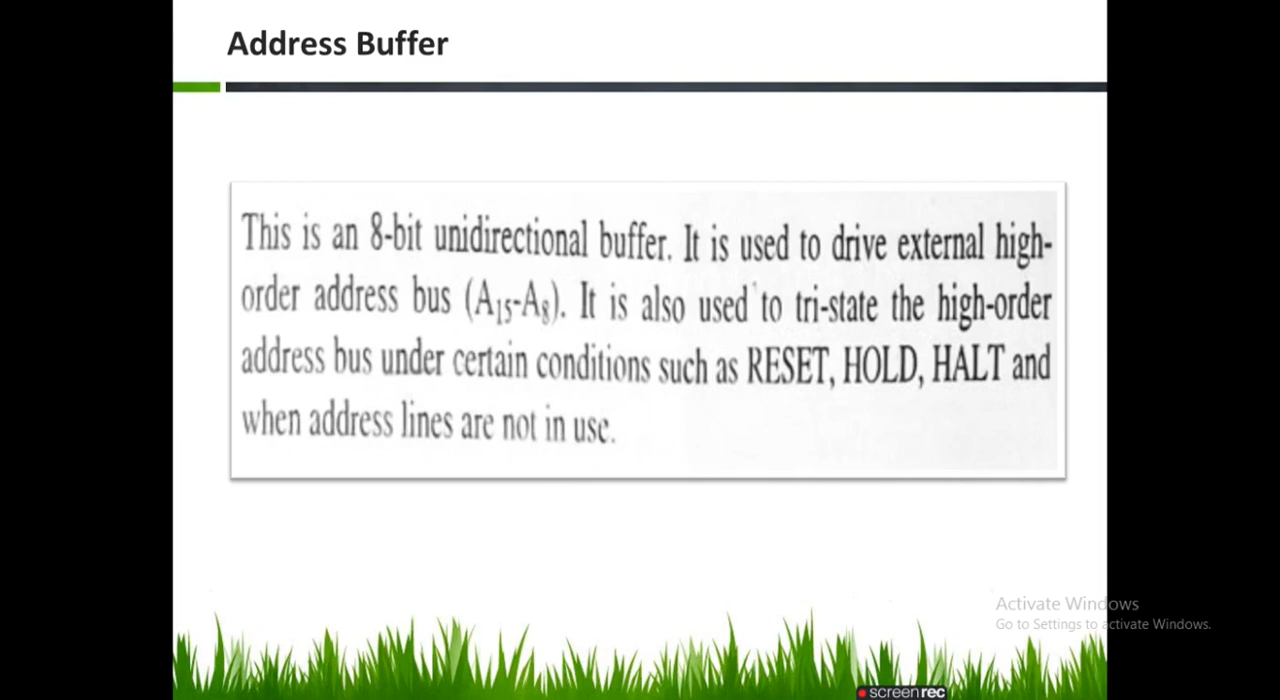 Address Buffer
This is an 8-bit unidirectional buffer. It is used to drive external high-
order address bus (A₁₅-A₈). It is also used to tri-state the high-order
address bus under certain conditions such as RESET, HOLD, HALT and
when address lines are not in use.
Activate Windows
Go to Settings to activate Windows.
screenrec